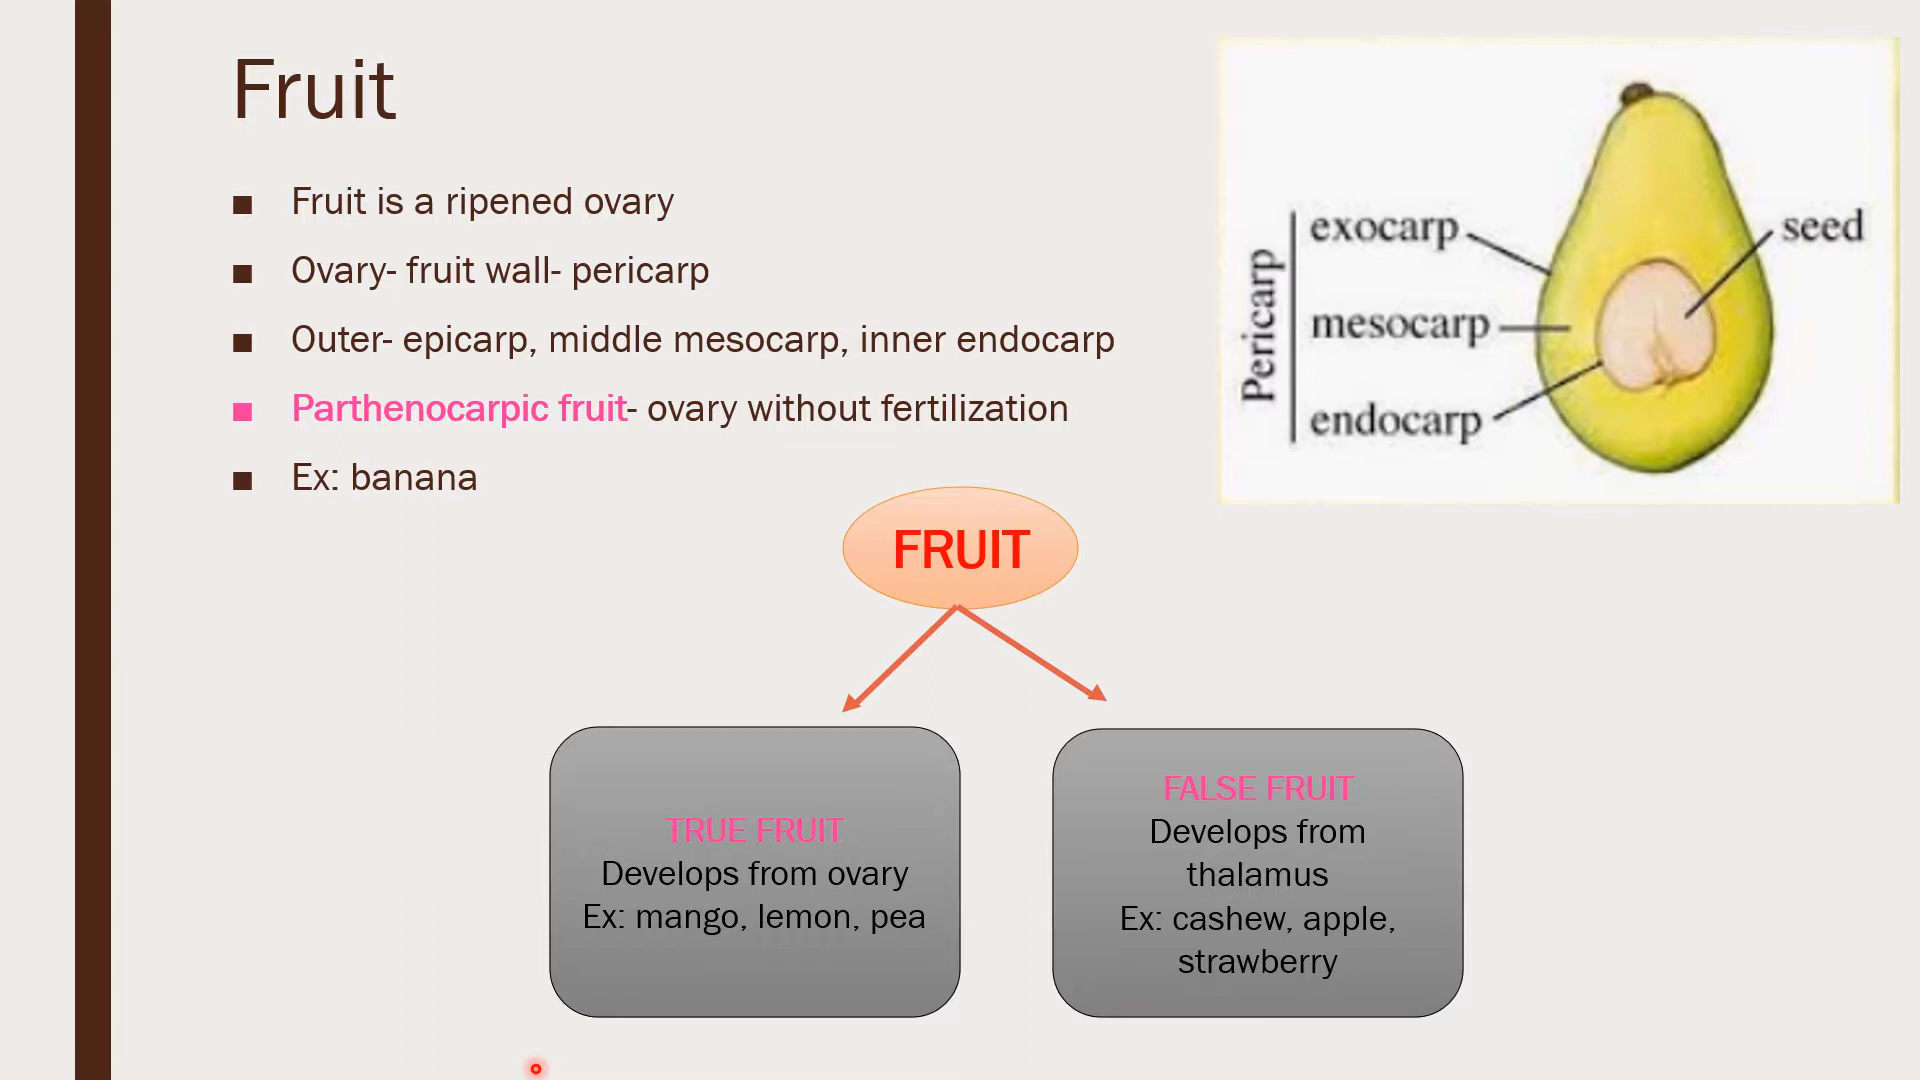 Fruit
Fruit is a ripened ovary
Ovary- fruit wall- pericarp
Outer- epicarp, middle mesocarp, inner endocarp
Parthenocarpic fruit- ovary without fertilization
Ex: banana
Pericarp
exocarp
mesocarp
endocarp
seed
FRUIT
TRUE FRUIT
Develops from ovary
Ex: mango, lemon, pea
FALSE FRUIT
Develops from
thalamus
Ex: cashew, apple,
strawberry